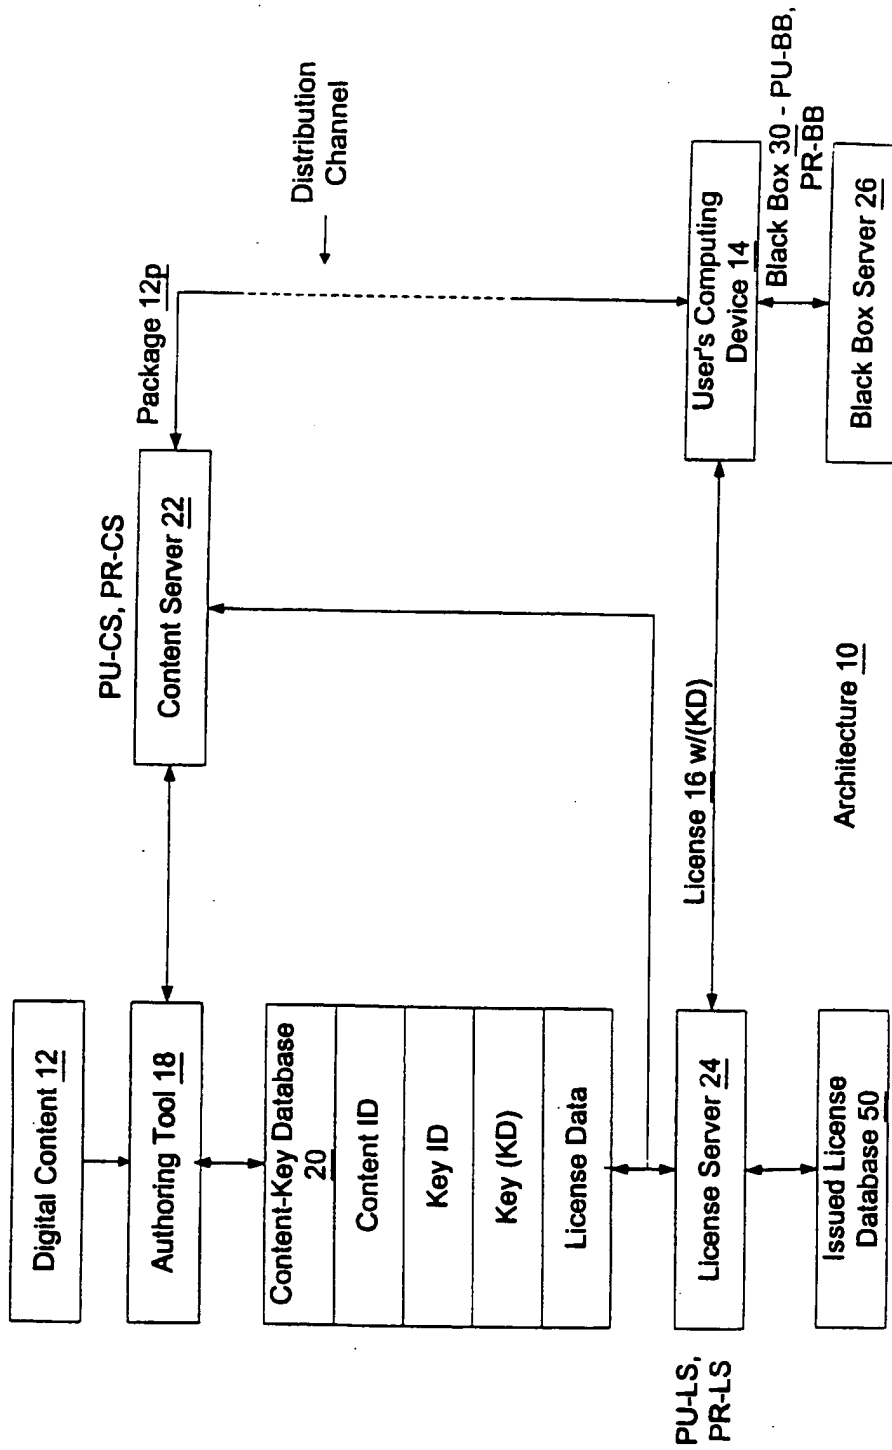 Digital Content 12
Authoring Tool 18
Content-Key Database
20
Content ID
Key ID
Key (KD)
License Data
PU-LS,
PR-LS
License Server 24
Issued License
Database 50
PU-CS, PR-CS
Content Server 22
Package 12p
Distribution
Channel
License 16 w/(KD)
User's Computing
Device 14
Black Box 30 - PU-BB,
PR-BB
Black Box Server 26
Architecture 10